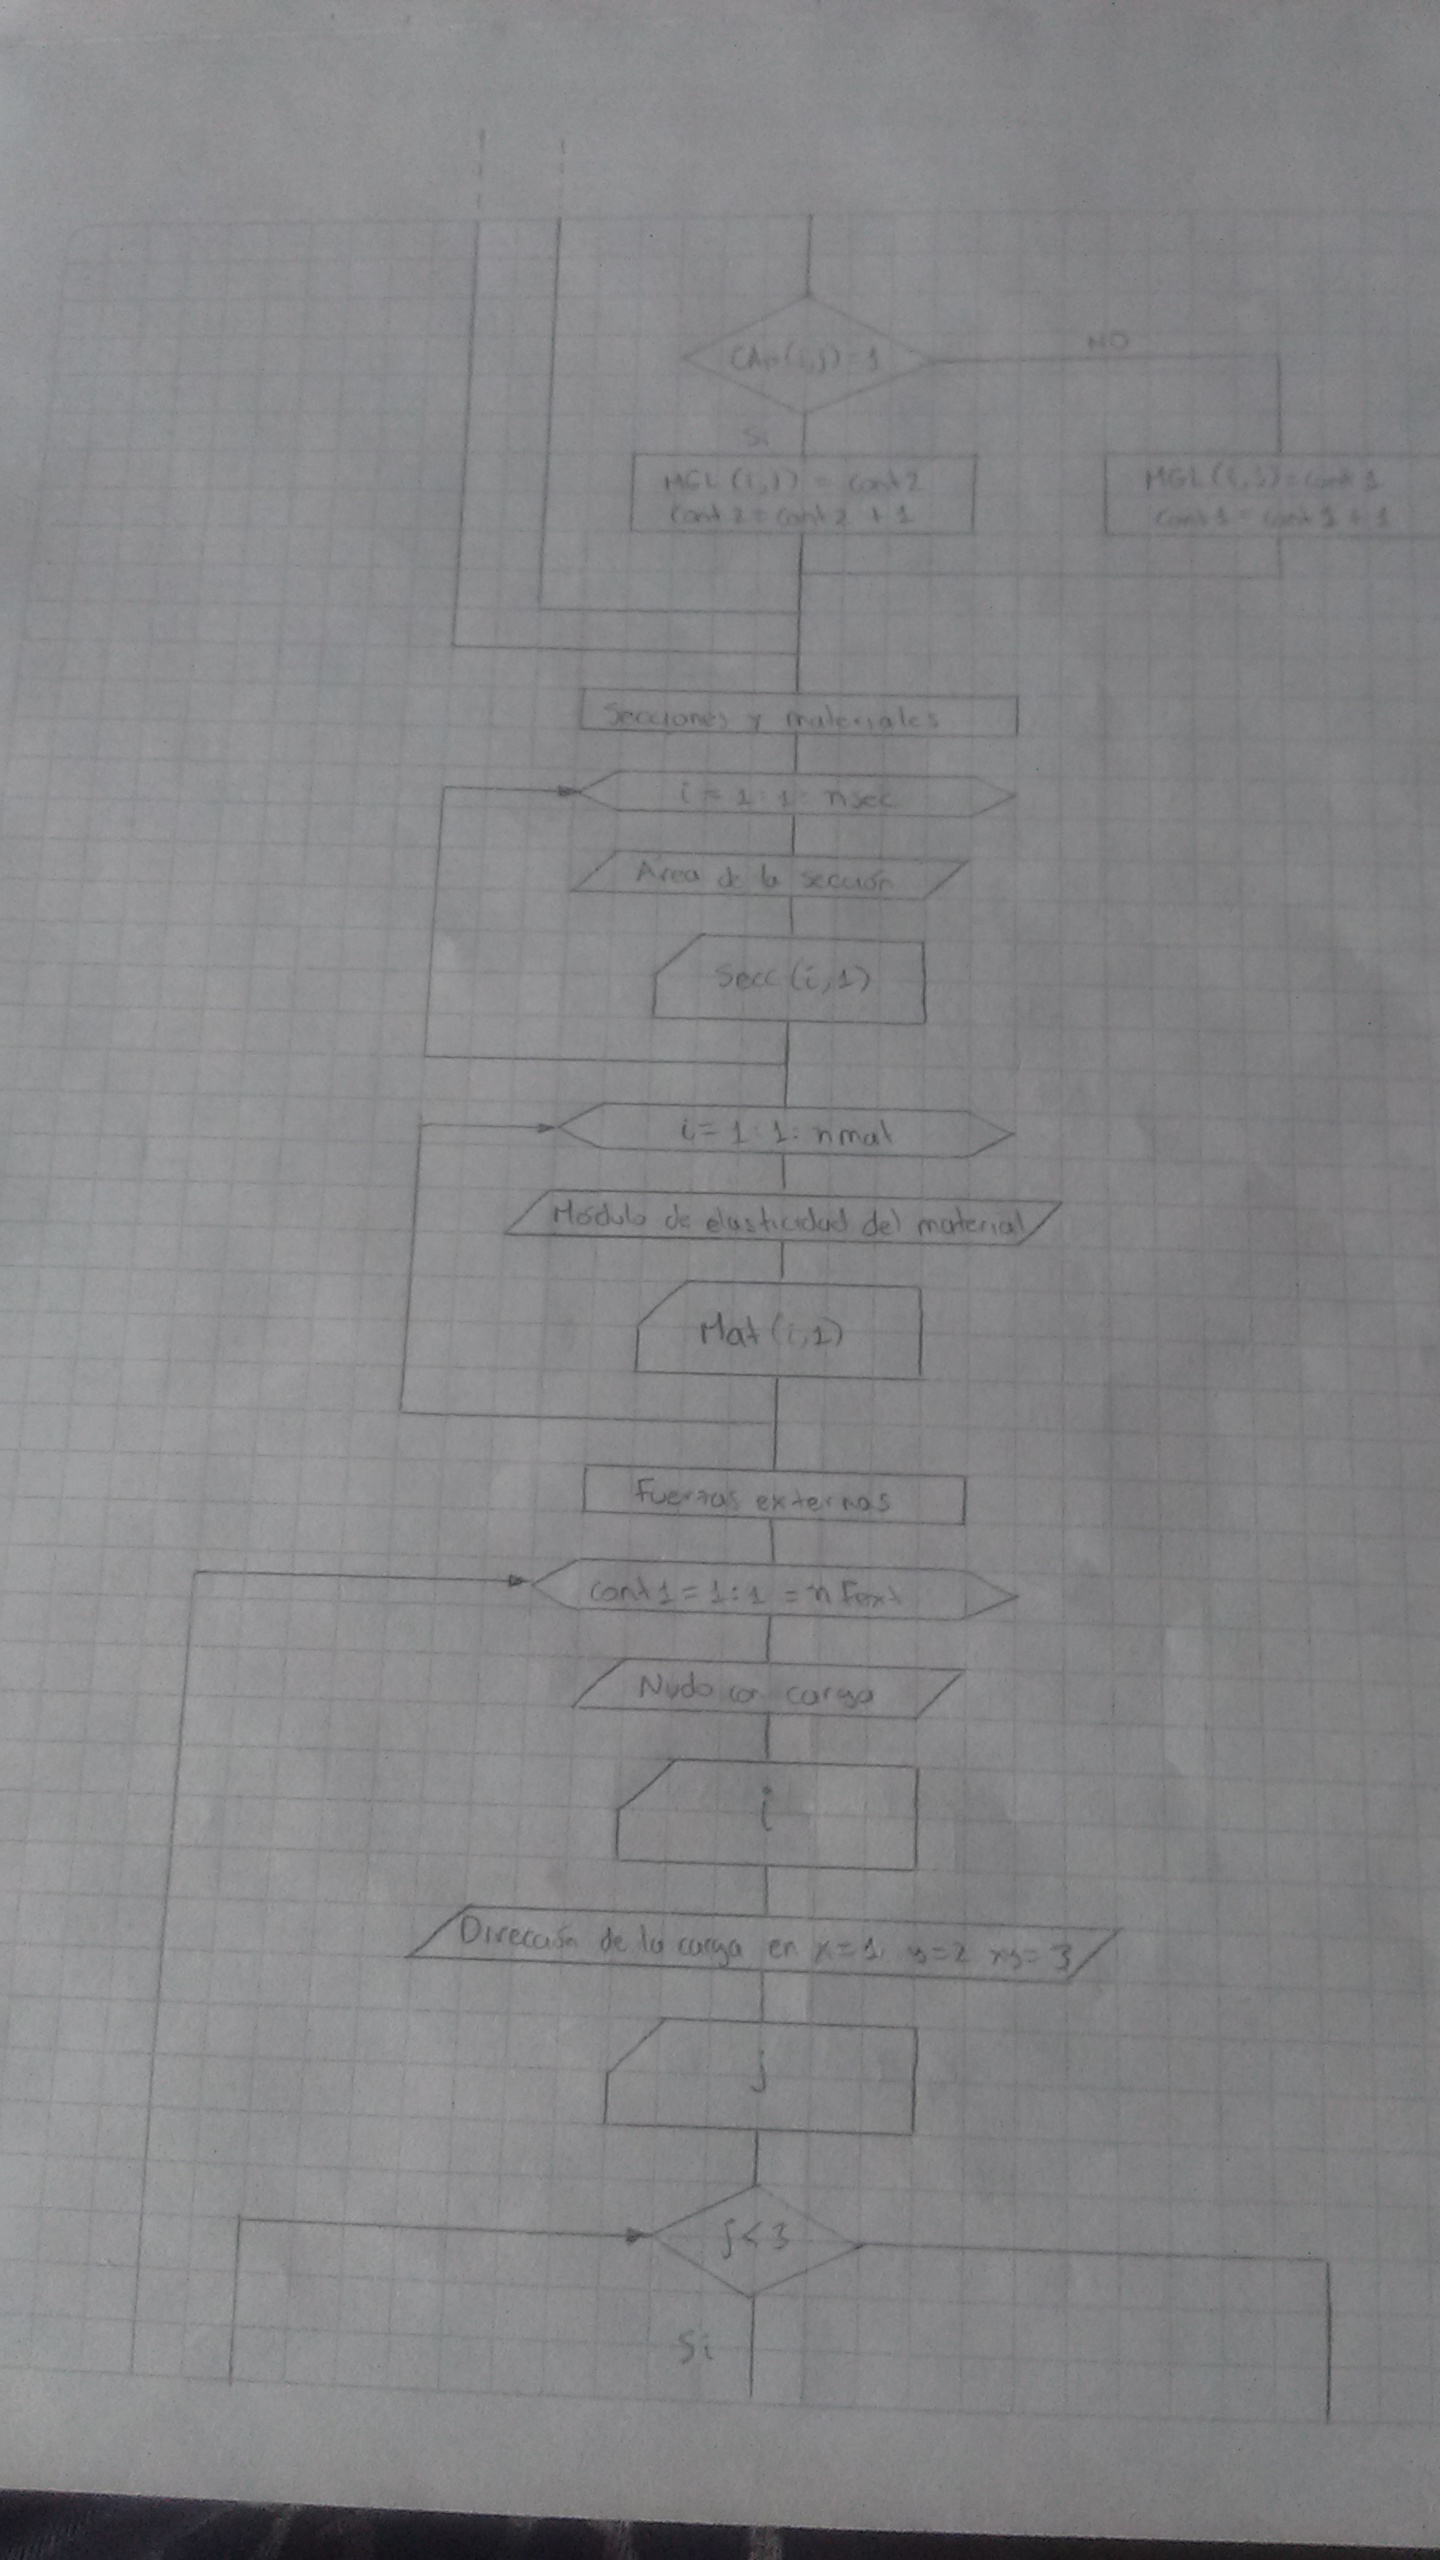 CAp(i,j)=1
NO
Si
MGL(i,j) = cont2
cont2=cont2 +1
MGL(i,j)=cont1
cont1=cont1+1
Secciones y materiales
i = 1:1: nsec
Area de la sección
Secc(i,1)
i= 1:1: nmat
Módulo de elasticidad del material
Mat(i,1)
Fuerzas externas
cont1=1:1 =nFext
Nudo con carga
i
Dirección de la carga en x=1 y=2 xy=3
j
j<3
Si